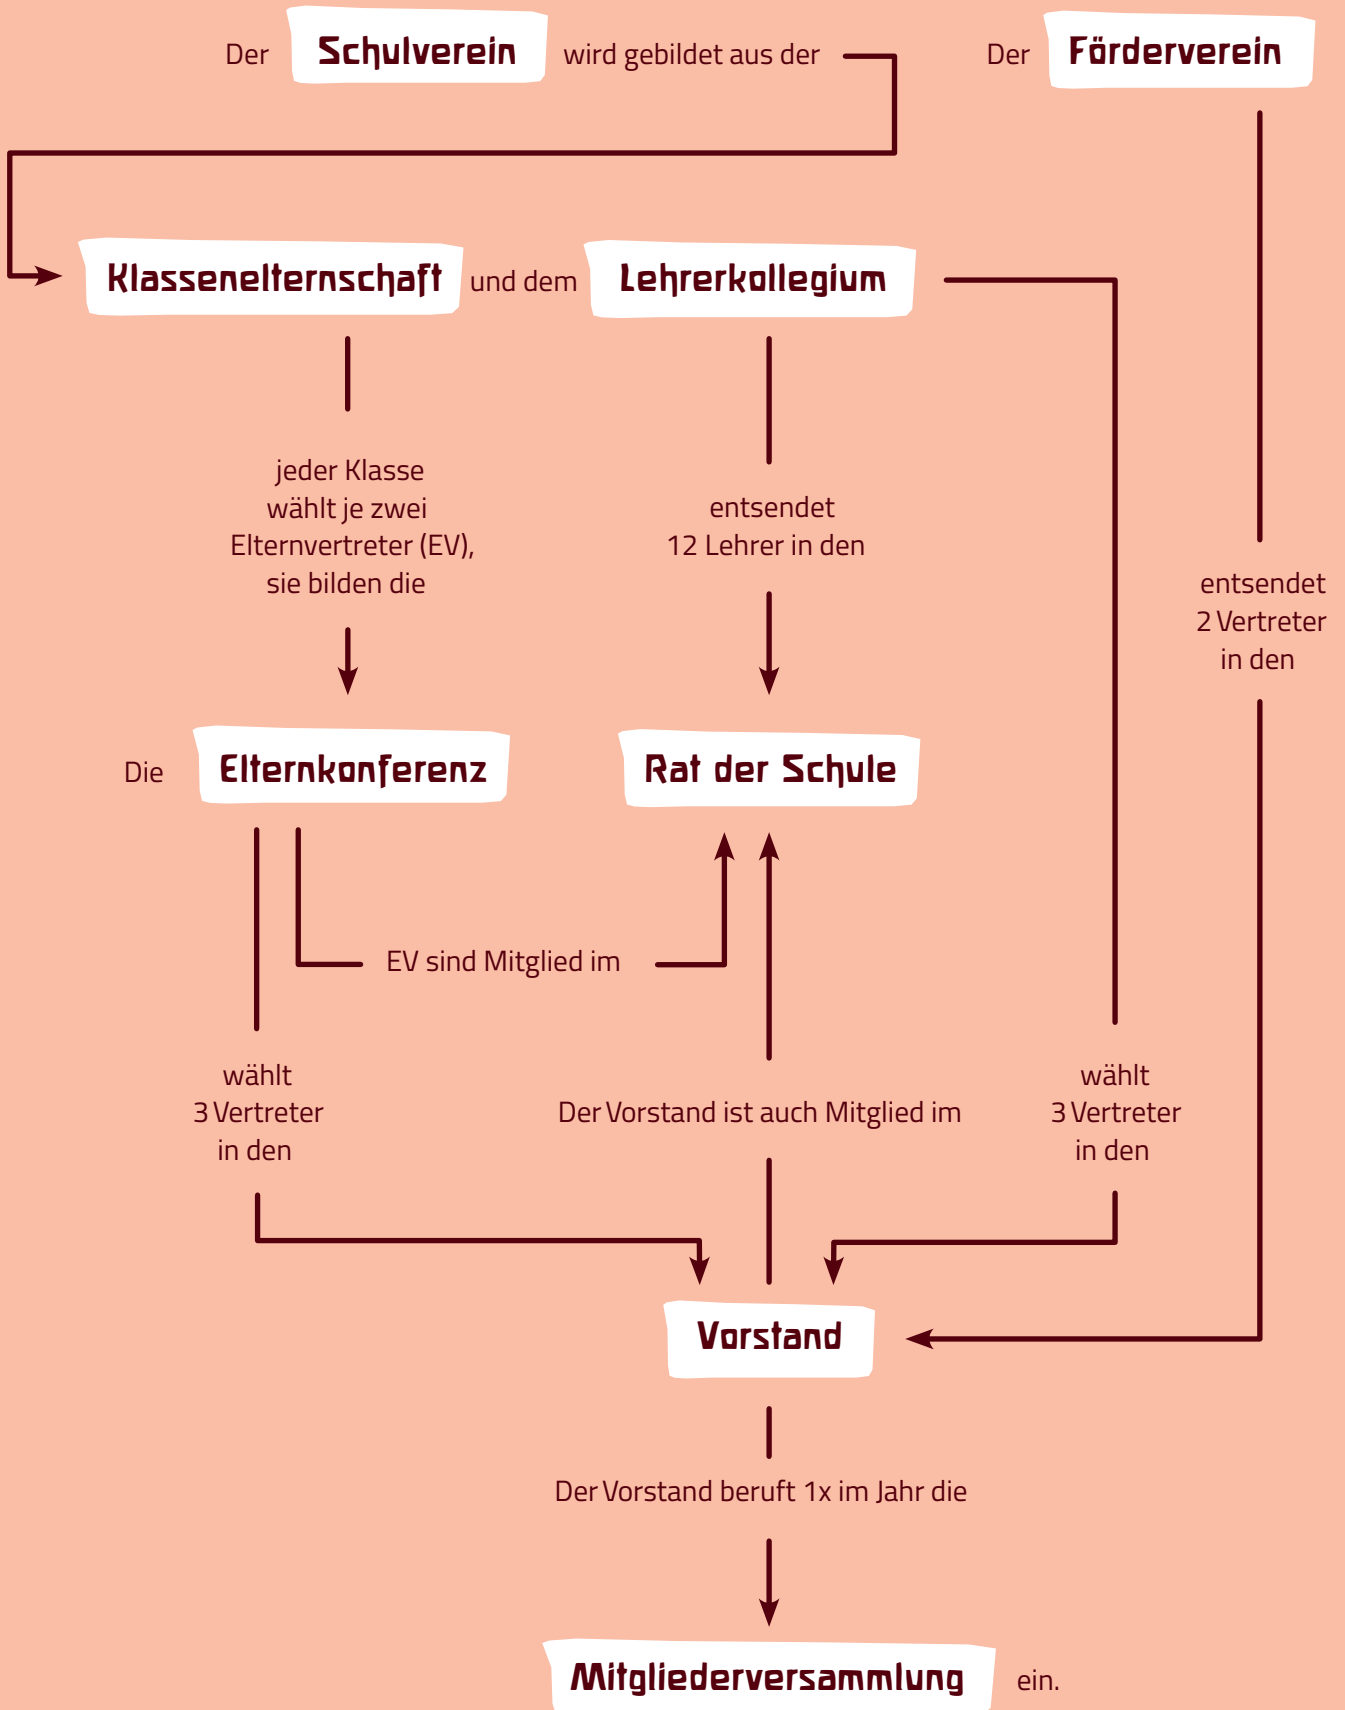 Der Schulverein wird gebildet aus der
Der Förderverein
Klassenelternschaft und dem Lehrerkollegium
jeder Klasse
wählt je zwei
Elternvertreter (EV),
sie bilden die
entsendet
12 Lehrer in den
entsendet
2 Vertreter
in den
Die Elternkonferenz
Rat der Schule
EV sind Mitglied im
wählt
3 Vertreter
in den
Der Vorstand ist auch Mitglied im
wählt
3 Vertreter
in den
Vorstand
Der Vorstand beruft 1x im Jahr die
Mitgliederversammlung ein.